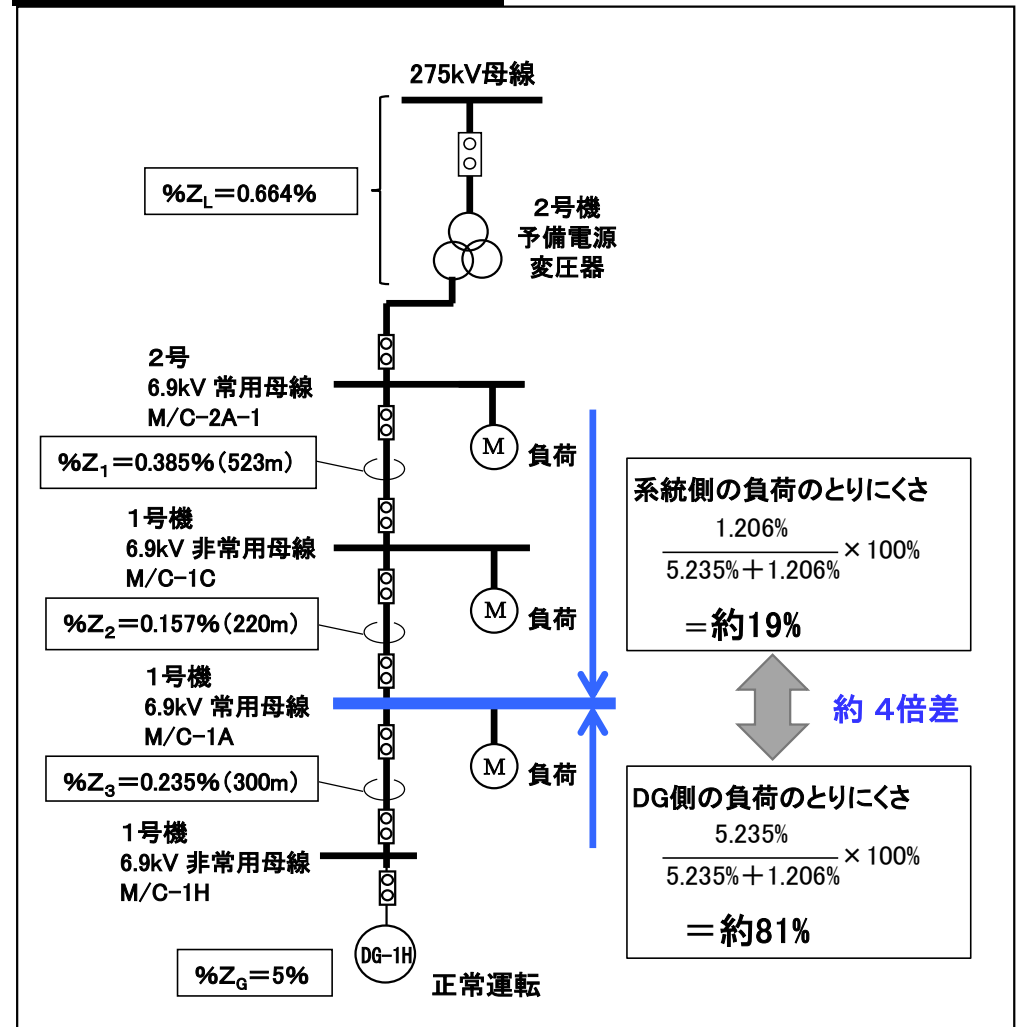 275kV母線
%ZL=0.664%
2号機
予備電源
変圧器
2号
6.9kV 常用母線
M/C-2A-1
M
負荷
%Z1=0.385%(523m)
1号機
6.9kV 非常用母線
M/C-1C
M
負荷
%Z2=0.157%(220m)
1号機
6.9kV 常用母線
M/C-1A
M
負荷
%Z3=0.235%(300m)
1号機
6.9kV 非常用母線
M/C-1H
DG-1H
%ZG=5%
正常運転
系統側の負荷のとりにくさ
1.206%
5.235%+1.206%
×100%
=約19%
約 4倍差
DG側の負荷のとりにくさ
5.235%
5.235%+1.206%
×100%
=約81%